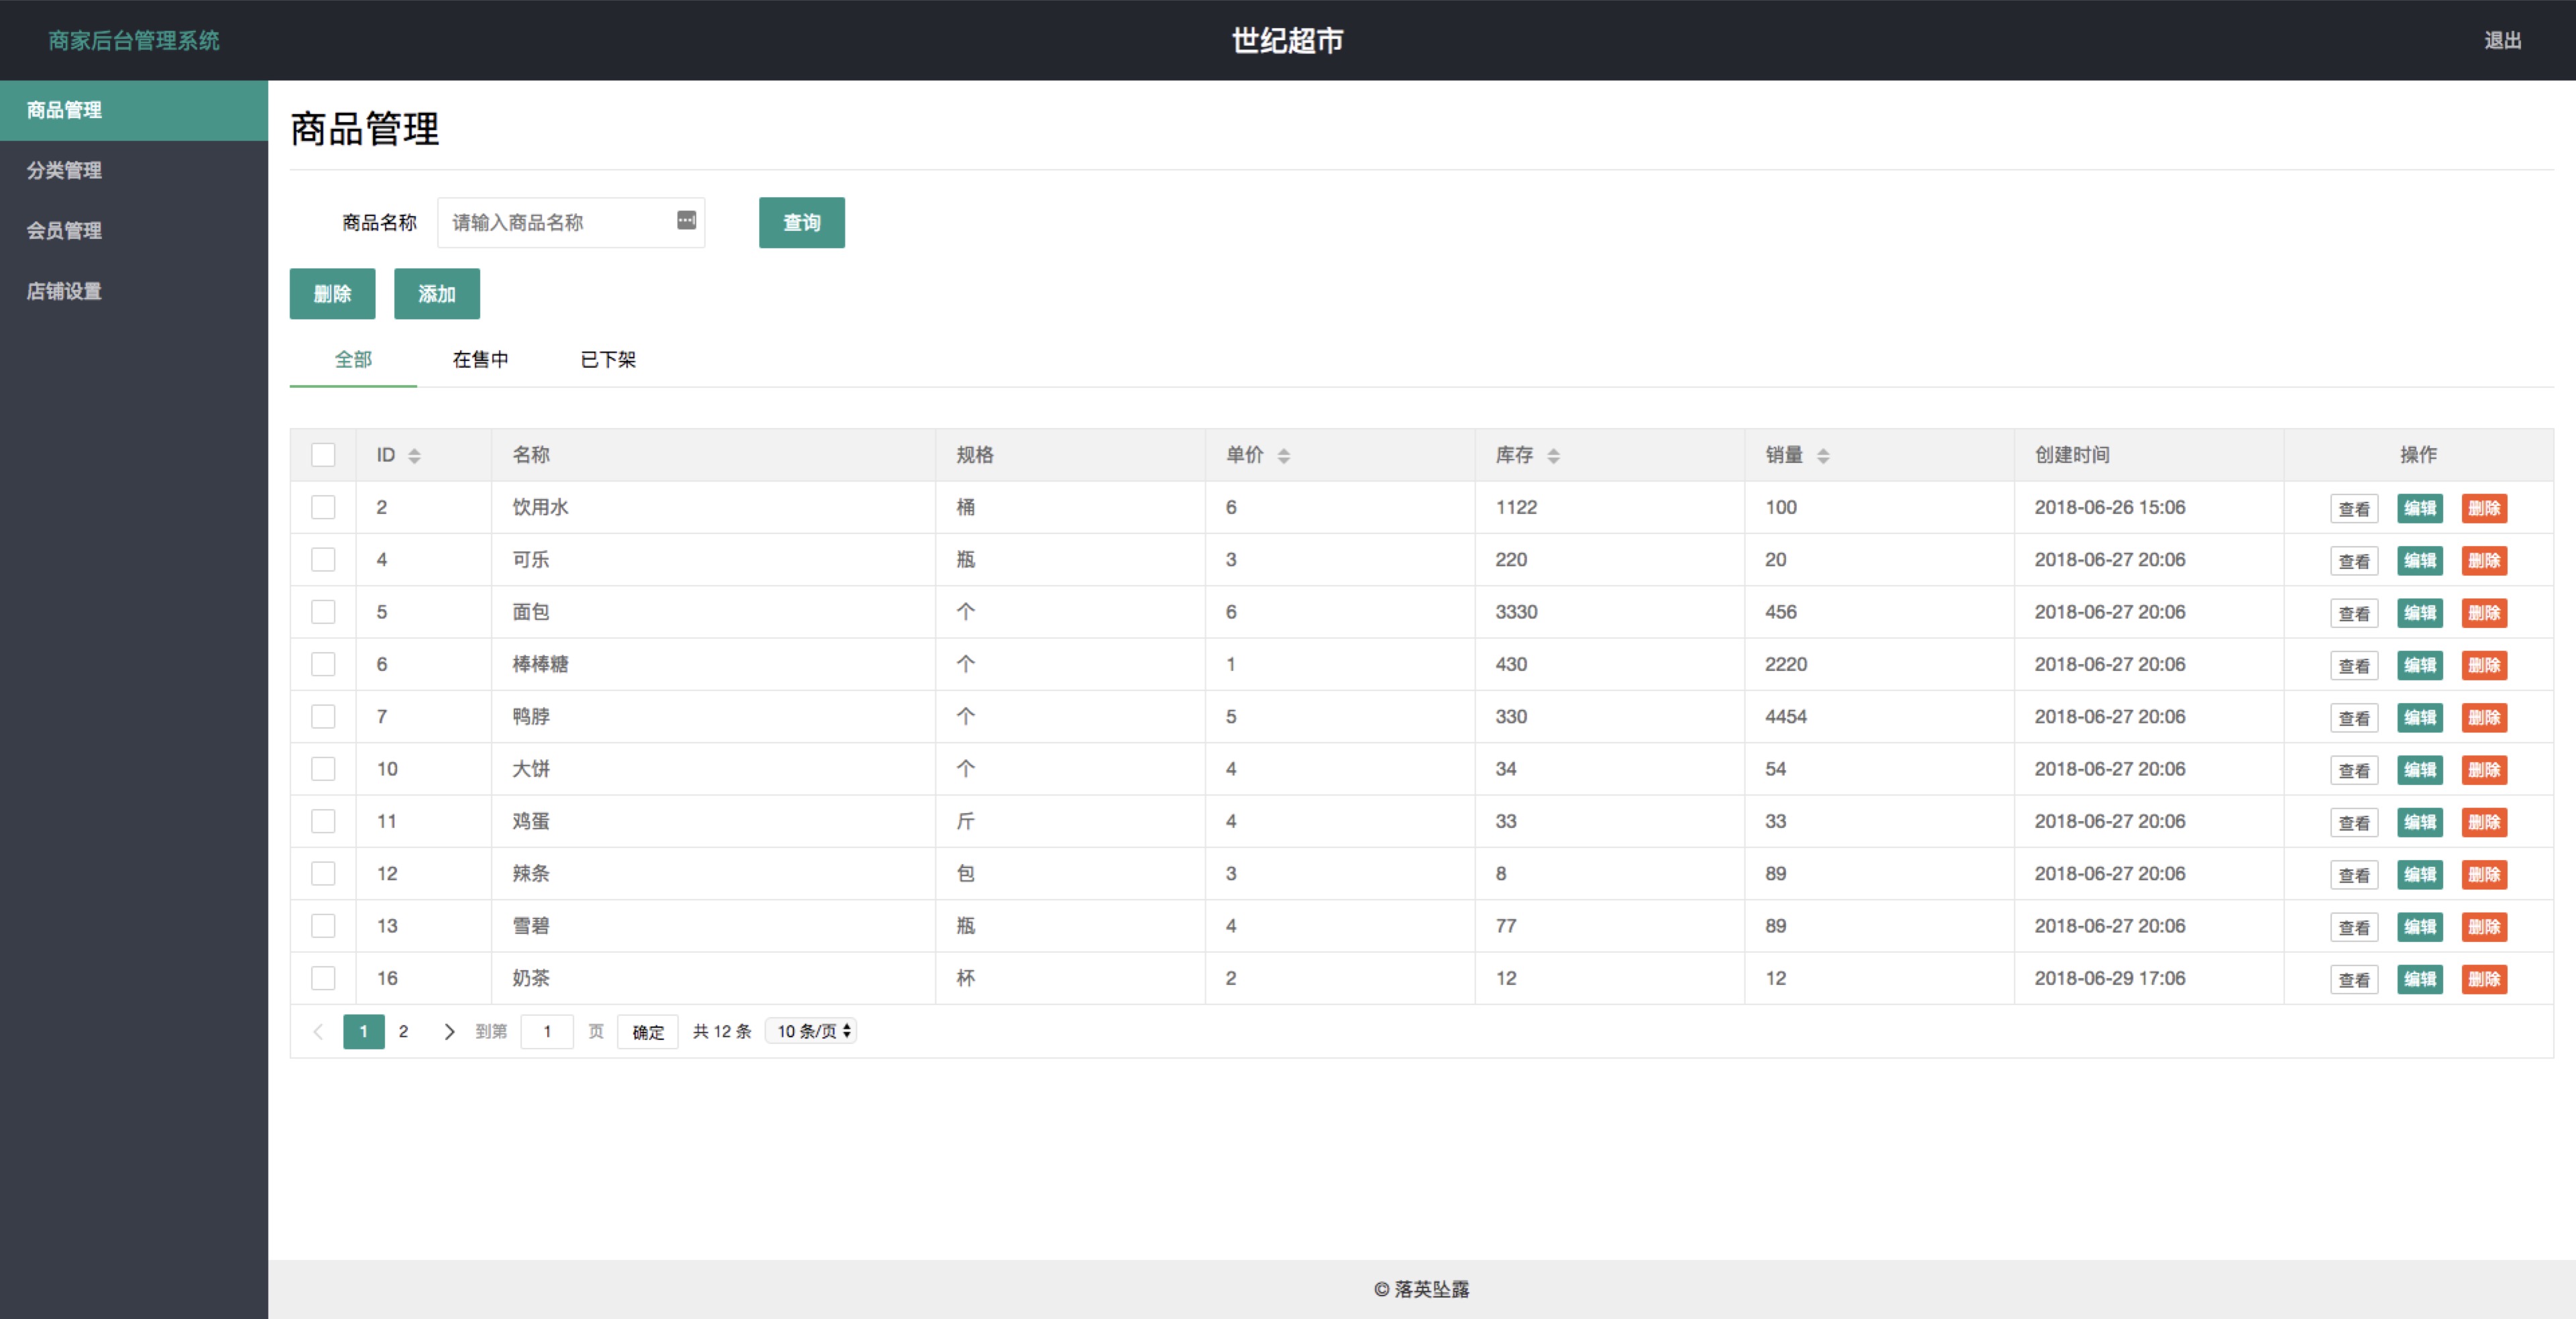 商家后台管理系统 世纪超市 退出
商品管理
分类管理
会员管理
店铺设置
商品管理
商品名称 请输入商品名称 查询
删除 添加
全部 在售中 已下架
ID 名称 规格 单价 库存 销量 创建时间 操作
2 饮用水 桶 6 1122 100 2018-06-26 15:06 查看 编辑 删除
4 可乐 瓶 3 220 20 2018-06-27 20:06 查看 编辑 删除
5 面包 个 6 3330 456 2018-06-27 20:06 查看 编辑 删除
6 棒棒糖 个 1 430 2220 2018-06-27 20:06 查看 编辑 删除
7 鸭脖 个 5 330 4454 2018-06-27 20:06 查看 编辑 删除
10 大饼 个 4 34 54 2018-06-27 20:06 查看 编辑 删除
11 鸡蛋 斤 4 33 33 2018-06-27 20:06 查看 编辑 删除
12 辣条 包 3 8 89 2018-06-27 20:06 查看 编辑 删除
13 雪碧 瓶 4 77 89 2018-06-27 20:06 查看 编辑 删除
16 奶茶 杯 2 12 12 2018-06-29 17:06 查看 编辑 删除
1 2 到第 1 页 确定 共 12 条 10 条/页
© 落英坠露